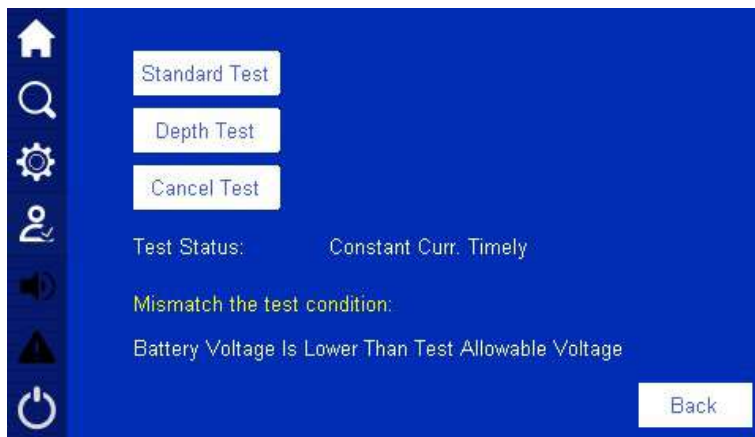 Standard Test
Depth Test
Cancel Test
Test Status: Constant Curr. Timely
Mismatch the test condition:
Battery Voltage Is Lower Than Test Allowable Voltage
Back